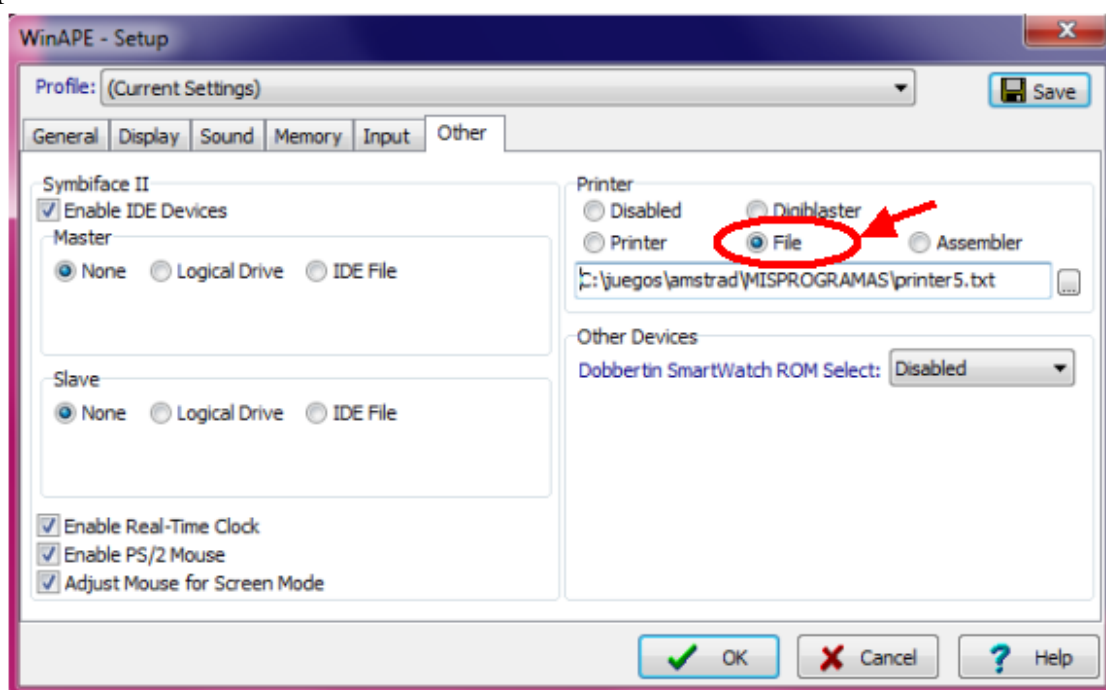 WinAPE - Setup
Profile: (Current Settings) Save
General Display Sound Memory Input Other
Symbiface II
Enable IDE Devices
Master
None Logical Drive IDE File
Slave
None Logical Drive IDE File
Enable Real-Time Clock
Enable PS/2 Mouse
Adjust Mouse for Screen Mode
Printer
Disabled Digiblaster
Printer File Assembler
C:\juegos\amstrad\MISPROGRAMAS\printer5.txt ...
Other Devices
Dobbertin SmartWatch ROM Select: Disabled
OK Cancel Help